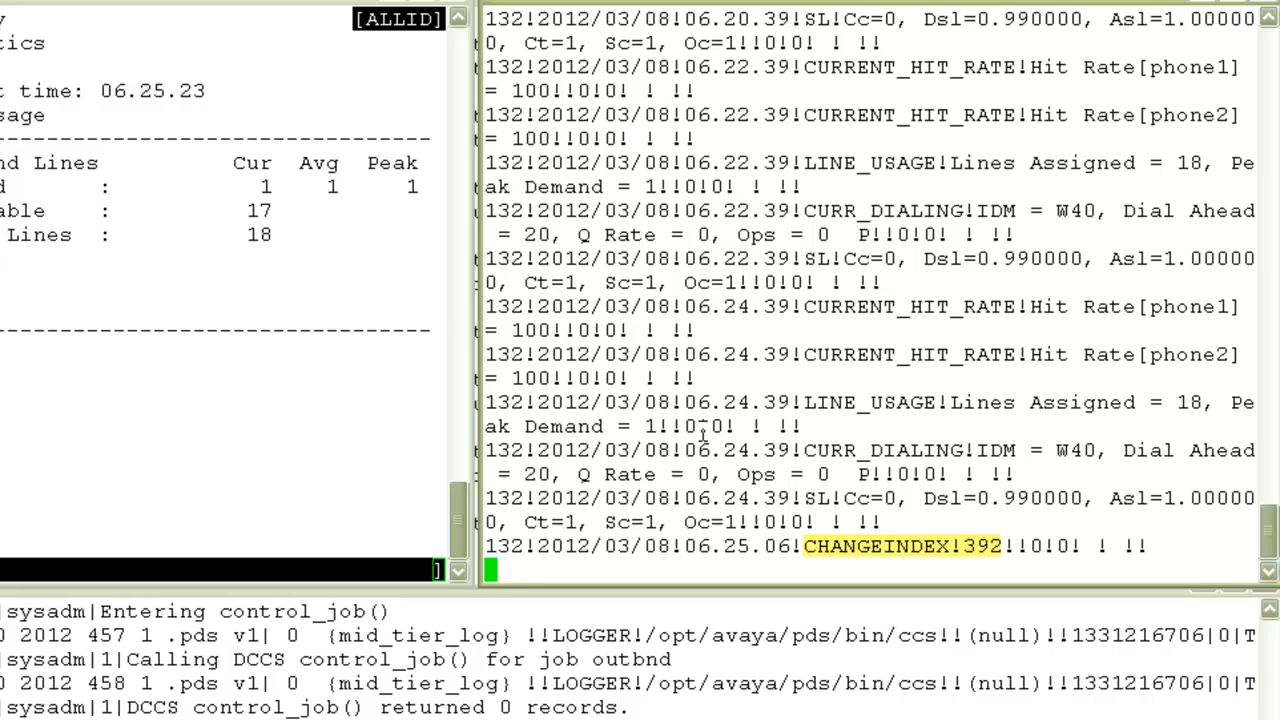 y [ALLID]
tics
t time: 06.25.23
sage
--------------------------------
nd Lines Cur Avg Peak
d : 1 1 1
able : 17
Lines : 18
--------------------------------
]
132!2012/03/08!06.20.39!SL!Cc=0, Dsl=0.990000, Asl=1.00000
0, Ct=1, Sc=1, Oc=1!!0!0! ! !!
132!2012/03/08!06.22.39!CURRENT_HIT_RATE!Hit Rate[phone1]
= 100!!0!0! ! !!
132!2012/03/08!06.22.39!CURRENT_HIT_RATE!Hit Rate[phone2]
= 100!!0!0! ! !!
132!2012/03/08!06.22.39!LINE_USAGE!Lines Assigned = 18, Pe
ak Demand = 1!!0!0! ! !!
132!2012/03/08!06.22.39!CURR_DIALING!IDM = W40, Dial Ahead
= 20, Q Rate = 0, Ops = 0  P!!0!0! ! !!
132!2012/03/08!06.22.39!SL!Cc=0, Dsl=0.990000, Asl=1.00000
0, Ct=1, Sc=1, Oc=1!!0!0! ! !!
132!2012/03/08!06.24.39!CURRENT_HIT_RATE!Hit Rate[phone1]
= 100!!0!0! ! !!
132!2012/03/08!06.24.39!CURRENT_HIT_RATE!Hit Rate[phone2]
= 100!!0!0! ! !!
132!2012/03/08!06.24.39!LINE_USAGE!Lines Assigned = 18, Pe
ak Demand = 1!!0!0! ! !!
132!2012/03/08!06.24.39!CURR_DIALING!IDM = W40, Dial Ahead
= 20, Q Rate = 0, Ops = 0  P!!0!0! ! !!
132!2012/03/08!06.24.39!SL!Cc=0, Dsl=0.990000, Asl=1.00000
0, Ct=1, Sc=1, Oc=1!!0!0! ! !!
132!2012/03/08!06.25.06!CHANGEINDEX!392!!0!0! ! !!
|sysadm|Entering control_job()
0 2012 457 1 .pds v1| 0  {mid_tier_log} !!LOGGER!/opt/avaya/pds/bin/ccs!!(null)!!1331216706|0|T
|sysadm|1|Calling DCCS control_job() for job outbnd
0 2012 458 1 .pds v1| 0  {mid_tier_log} !!LOGGER!/opt/avaya/pds/bin/ccs!!(null)!!1331216706|0|T
|sysadm|1|DCCS control_job() returned 0 records.